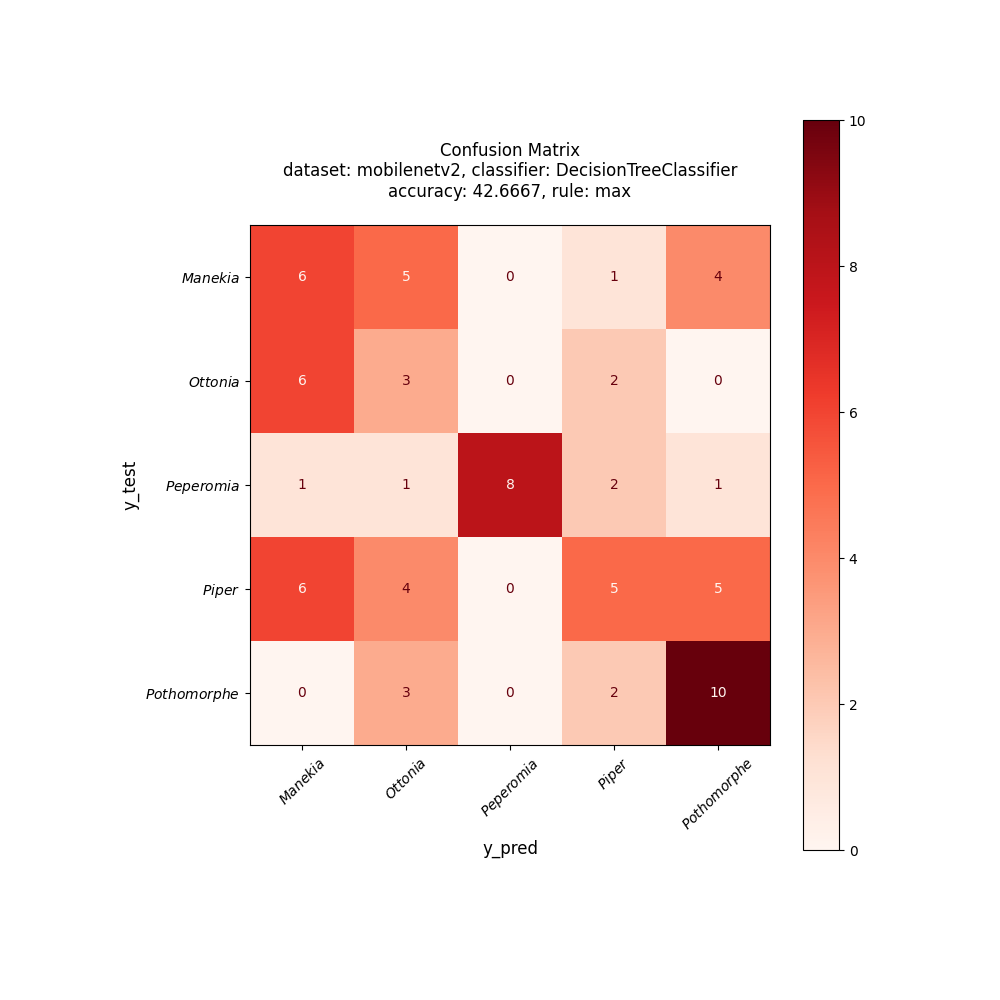 Confusion Matrix
dataset: mobilenetv2, classifier: DecisionTreeClassifier
accuracy: 42.6667, rule: max
y_test
Manekia 6 5 0 1 4
Ottonia 6 3 0 2 0
Peperomia 1 1 8 2 1
Piper 6 4 0 5 5
Pothomorphe 0 3 0 2 10
Manekia Ottonia Peperomia Piper Pothomorphe
y_pred
10
8
6
4
2
0